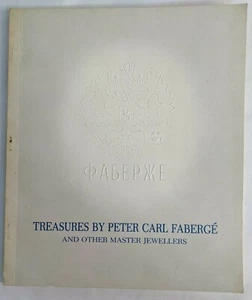 ФАБЕРЖЕ
TREASURES BY PETER CARL FABERGÉ
AND OTHER MASTER JEWELLERS